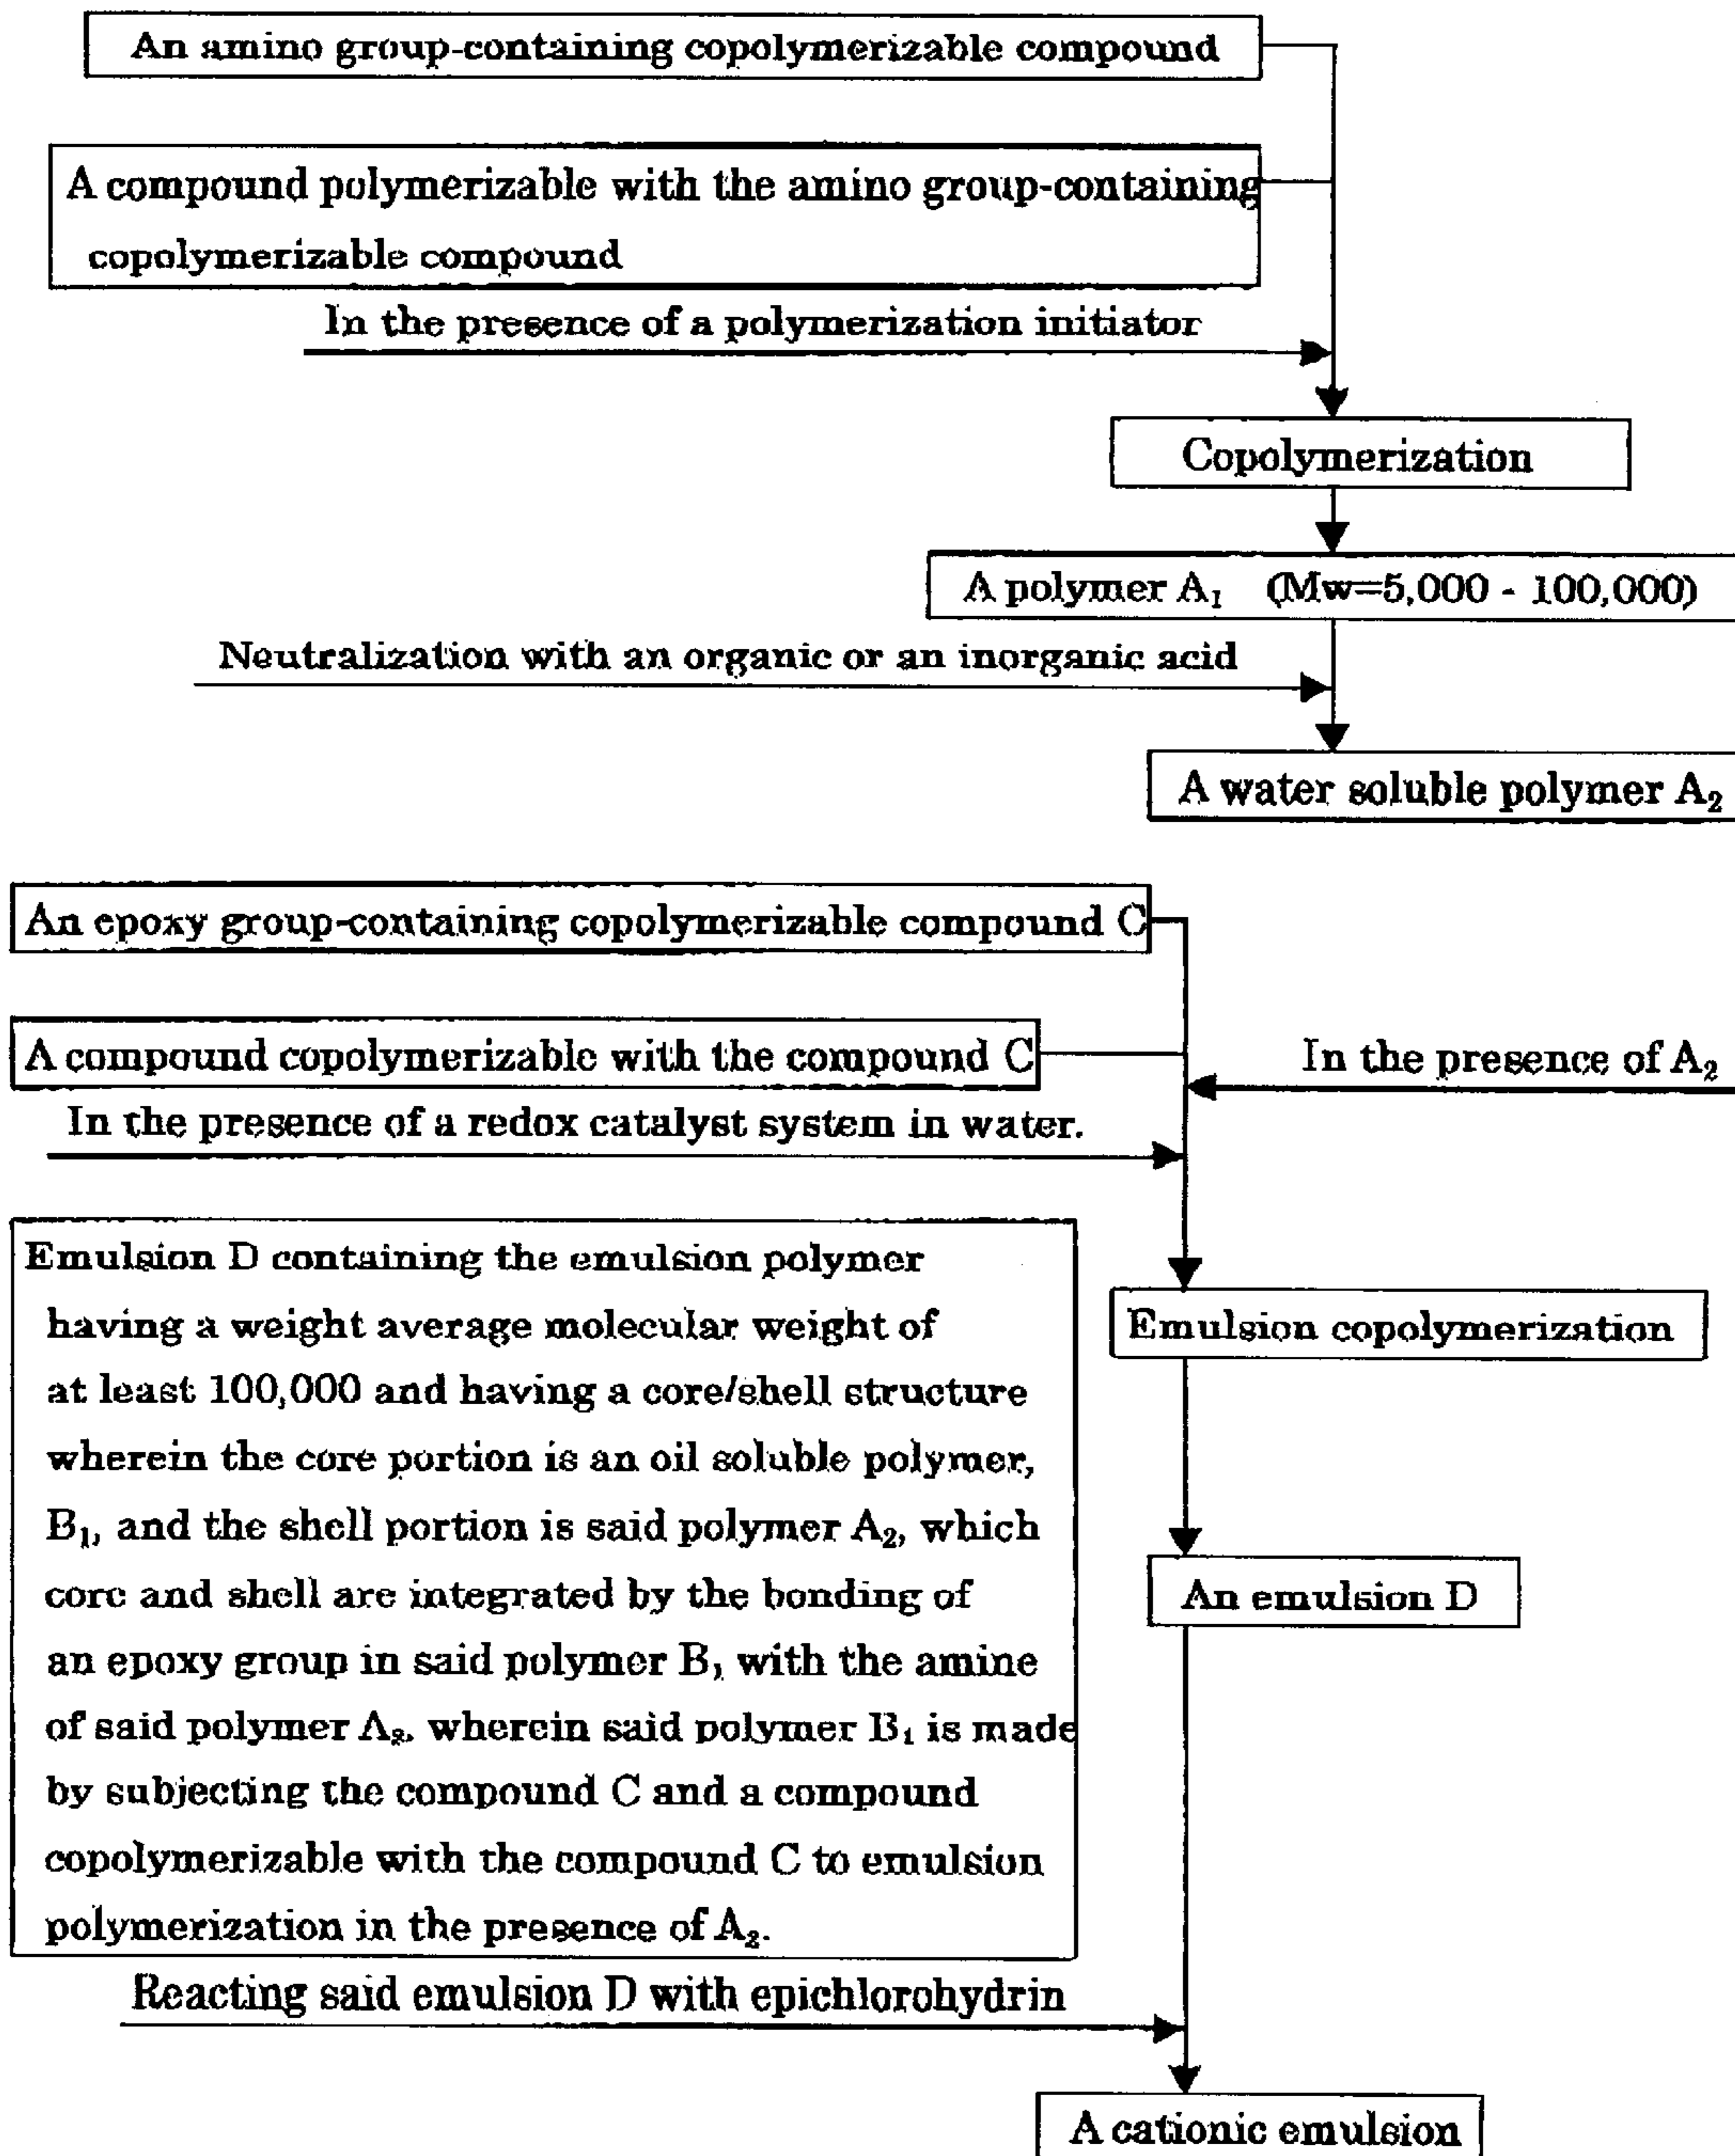 An amino group-containing copolymerizable compound
A compound polymerizable with the amino group-containing
copolymerizable compound
In the presence of a polymerization initiator
Copolymerization
A polymer A₁ (Mw=5,000 - 100,000)
Neutralization with an organic or an inorganic acid
A water soluble polymer A₂
An epoxy group-containing copolymerizable compound C
A compound copolymerizable with the compound C
In the presence of A₂
In the presence of a redox catalyst system in water.
Emulsion copolymerization
An emulsion D
Emulsion D containing the emulsion polymer
having a weight average molecular weight of
at least 100,000 and having a core/shell structure
wherein the core portion is an oil soluble polymer,
B₁, and the shell portion is said polymer A₂, which
core and shell are integrated by the bonding of
an epoxy group in said polymer B₁ with the amine
of said polymer A₂, wherein said polymer B₁ is made
by subjecting the compound C and a compound
copolymerizable with the compound C to emulsion
polymerization in the presence of A₂.
Reacting said emulsion D with epichlorohydrin
A cationic emulsion